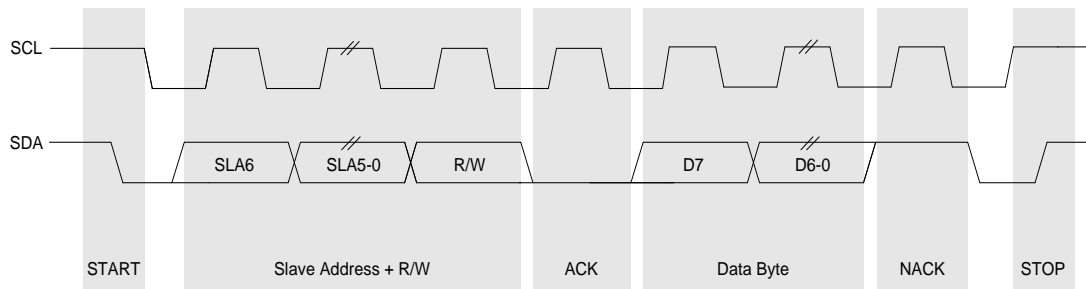 SCL
SDA
SLA6 SLA5-0 R/W D7 D6-0
START Slave Address + R/W ACK Data Byte NACK STOP